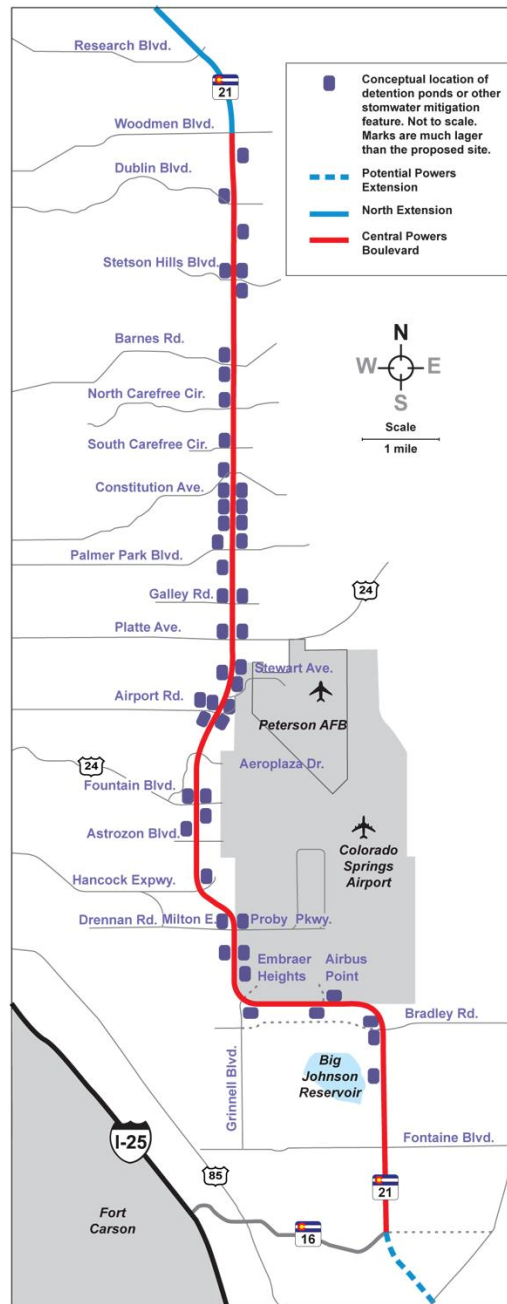 Research Blvd.
21
Woodmen Blvd.
Dublin Blvd.
Stetson Hills Blvd.
Barnes Rd.
North Carefree Cir.
South Carefree Cir.
Constitution Ave.
Palmer Park Blvd.
Galley Rd.
Platte Ave.
Conceptual location of
detention ponds or other
stomwater mitigation
feature. Not to scale.
Marks are much lager
than the proposed site.
Potential Powers
Extension
North Extension
Central Powers
Boulevard
N
W E
S
Scale
1 mile
24
Stewart Ave.
Airport Rd.
Peterson AFB
24
Aeroplaza Dr.
Fountain Blvd.
Astrozon Blvd.
Colorado
Springs
Airport
Hancock Expwy.
Drennan Rd. Milton E. Proby Pkwy.
Embraer
Heights
Airbus
Point
Bradley Rd.
Grinnell Blvd.
Big
Johnson
Reservoir
I-25
Fontaine Blvd.
85
21
Fort
Carson
16